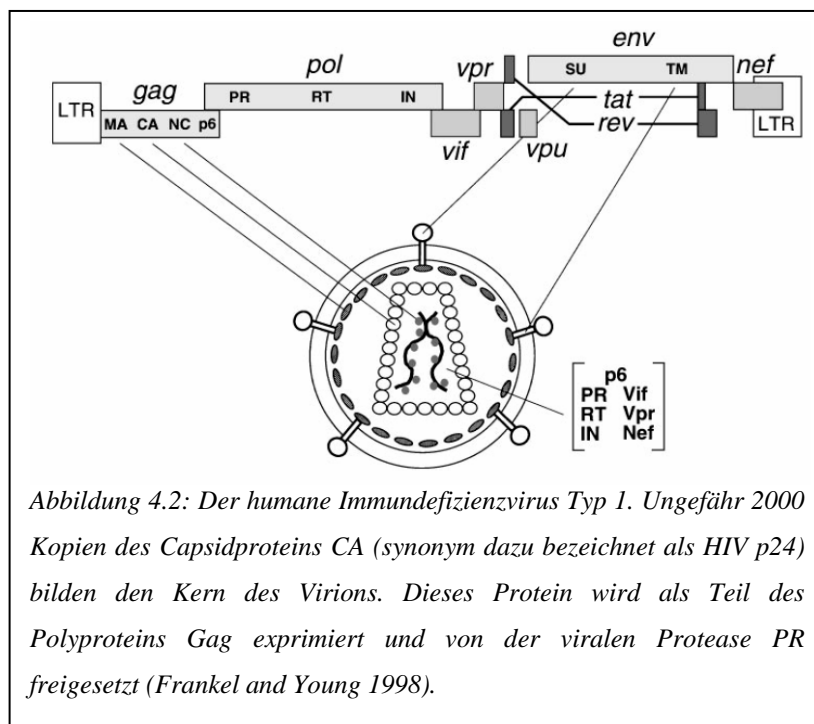 env
pol
vpr
nef
gag
SU TM
LTR
PR RT IN
tat
MA CA NC p6
rev
LTR
vif
vpu
p6
PR Vif
RT Vpr
IN Nef
Abbildung 4.2: Der humane Immundefizienzvirus Typ 1. Ungefähr 2000
Kopien des Capsidproteins CA (synonym dazu bezeichnet als HIV p24)
bilden den Kern des Virions. Dieses Protein wird als Teil des
Polyproteins Gag exprimiert und von der viralen Protease PR
freigesetzt (Frankel and Young 1998).